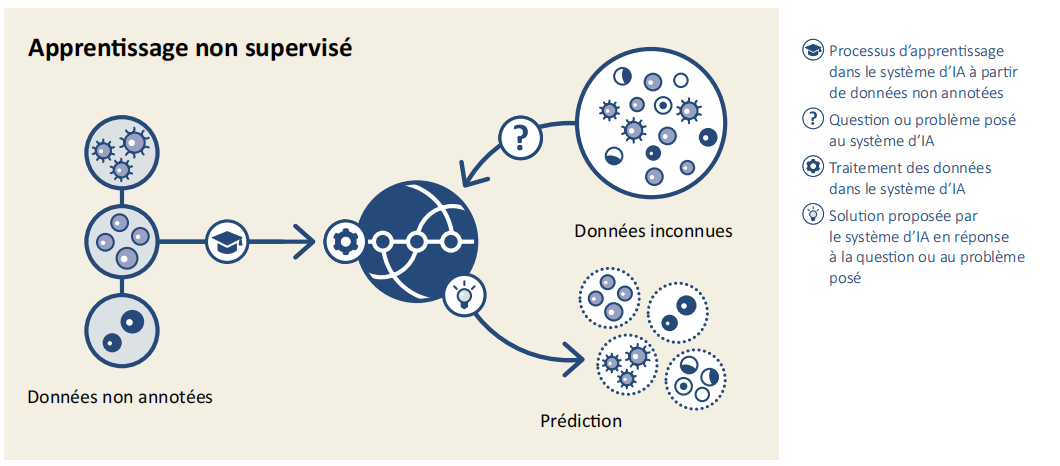 Apprentissage non supervisé
?
Données inconnues
Données non annotées
Prédiction
Processus d’apprentissage
dans le système d’IA à partir
de données non annotées
?
Question ou problème posé
au système d’IA
Traitement des données
dans le système d’IA
Solution proposée par
le système d’IA en réponse
à la question ou au problème
posé